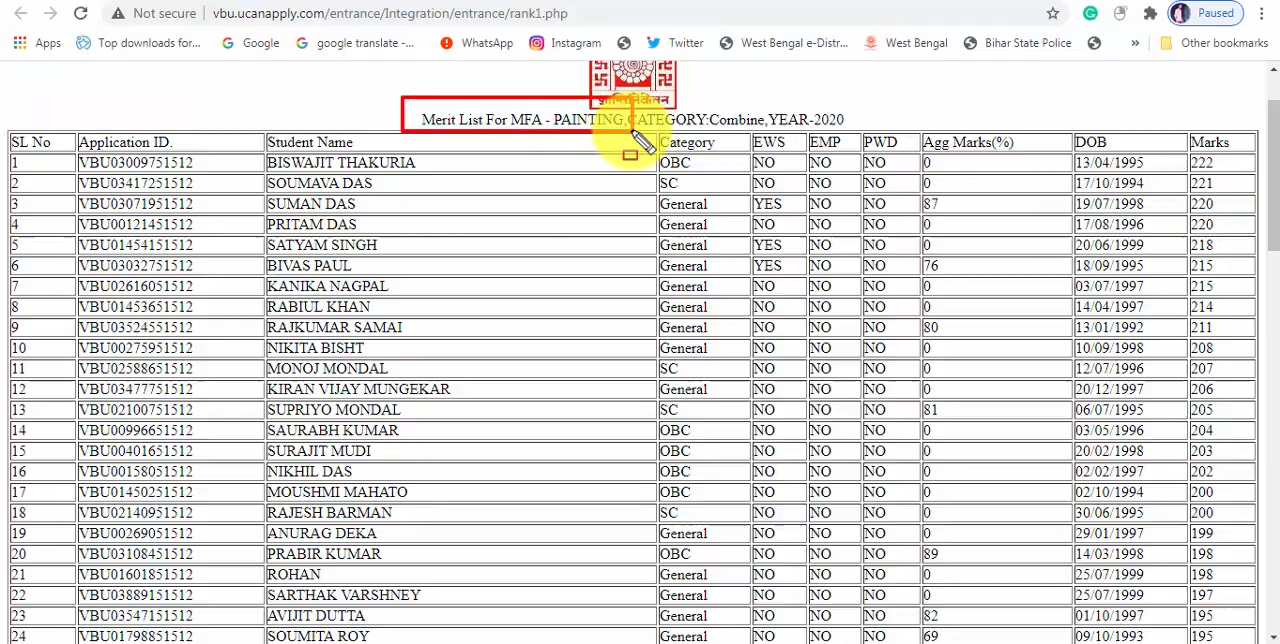 Not secure | vbu.ucanapply.com/entrance/Integration/entrance/rank1.php Paused
Apps Top downloads for... Google google translate -... WhatsApp Instagram Twitter West Bengal e-Distr... West Bengal Bihar State Police » Other bookmarks
शान्तिनिकेतन
Merit List For MFA - PAINTING,CATEGORY:Combine,YEAR-2020
SL No Application ID. Student Name Category EWS EMP PWD Agg Marks(%) DOB Marks
1 VBU03009751512 BISWAJIT THAKURIA OBC NO NO NO 0 13/04/1995 222
2 VBU03417251512 SOUMAVA DAS SC NO NO NO 0 17/10/1994 221
3 VBU03071951512 SUMAN DAS General YES NO NO 87 19/07/1998 220
4 VBU00121451512 PRITAM DAS General NO NO NO 0 17/08/1996 220
5 VBU01454151512 SATYAM SINGH General YES NO NO 0 20/06/1999 218
6 VBU03032751512 BIVAS PAUL General YES NO NO 76 18/09/1995 215
7 VBU02616051512 KANIKA NAGPAL General NO NO NO 0 03/07/1997 215
8 VBU01453651512 RABIUL KHAN General NO NO NO 0 14/04/1997 214
9 VBU03524551512 RAJKUMAR SAMAI General NO NO NO 80 13/01/1992 211
10 VBU00275951512 NIKITA BISHT General NO NO NO 0 10/09/1998 208
11 VBU02588651512 MONOJ MONDAL SC NO NO NO 0 12/07/1996 207
12 VBU03477751512 KIRAN VIJAY MUNGEKAR General NO NO NO 0 20/12/1997 206
13 VBU02100751512 SUPRIYO MONDAL SC NO NO NO 81 06/07/1995 205
14 VBU00996651512 SAURABH KUMAR OBC NO NO NO 0 03/05/1996 204
15 VBU00401651512 SURAJIT MUDI OBC NO NO NO 0 20/02/1998 203
16 VBU00158051512 NIKHIL DAS OBC NO NO NO 0 02/02/1997 202
17 VBU01450251512 MOUSHMI MAHATO OBC NO NO NO 0 02/10/1994 200
18 VBU02140951512 RAJESH BARMAN SC NO NO NO 0 30/06/1995 200
19 VBU00269051512 ANURAG DEKA General NO NO NO 0 29/01/1997 199
20 VBU03108451512 PRABIR KUMAR OBC NO NO NO 89 14/03/1998 198
21 VBU01601851512 ROHAN General NO NO NO 0 25/07/1999 198
22 VBU03889151512 SARTHAK VARSHNEY General NO NO NO 0 25/07/1999 197
23 VBU03547151512 AVIJIT DUTTA General NO NO NO 82 01/10/1997 195
24 VBU01798851512 SOUMITA ROY General NO NO NO 69 09/10/1993 195